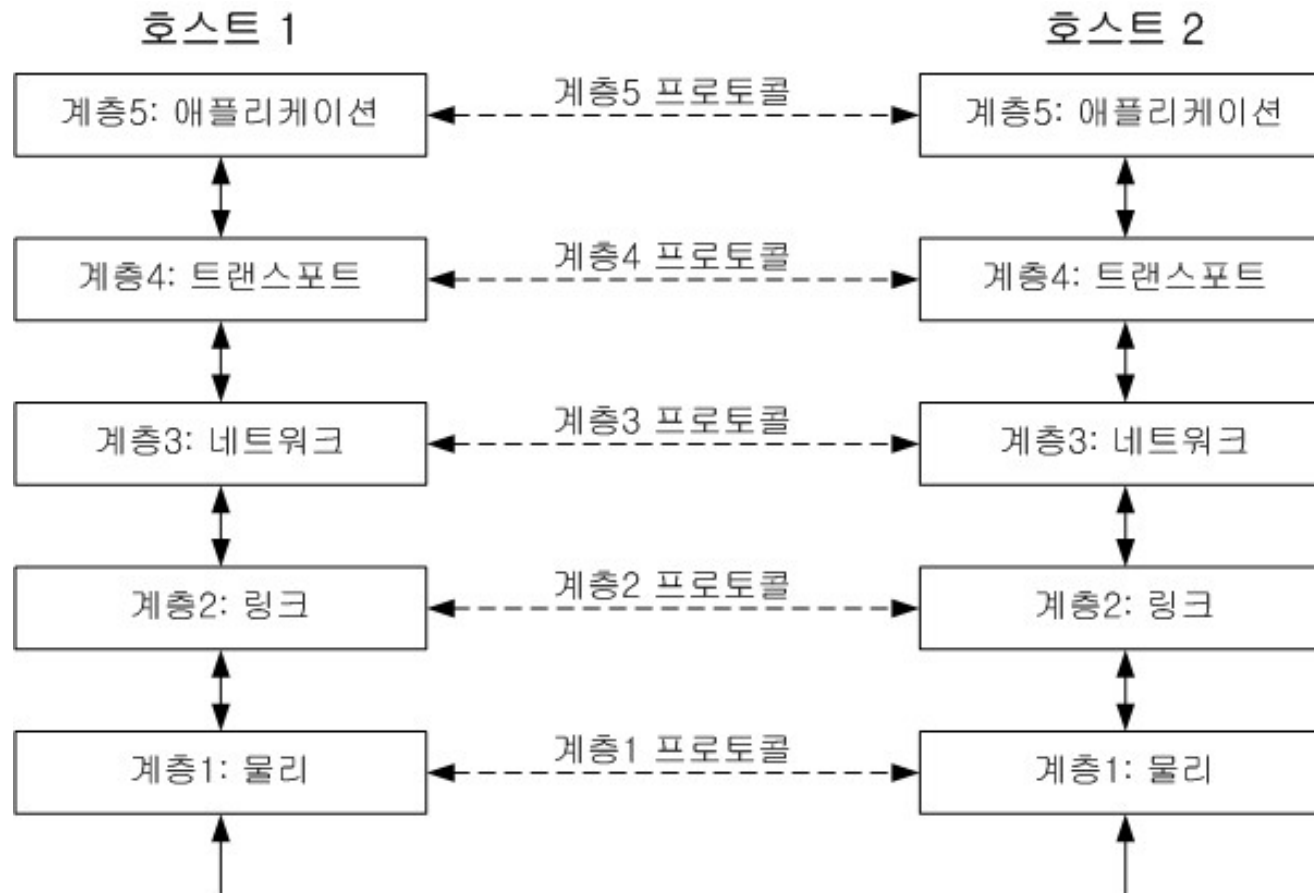 호스트 1
호스트 2
계층5: 애플리케이션
계층5 프로토콜
계층5: 애플리케이션
계층4: 트랜스포트
계층4 프로토콜
계층4: 트랜스포트
계층3: 네트워크
계층3 프로토콜
계층3: 네트워크
계층2: 링크
계층2 프로토콜
계층2: 링크
계층1: 물리
계층1 프로토콜
계층1: 물리